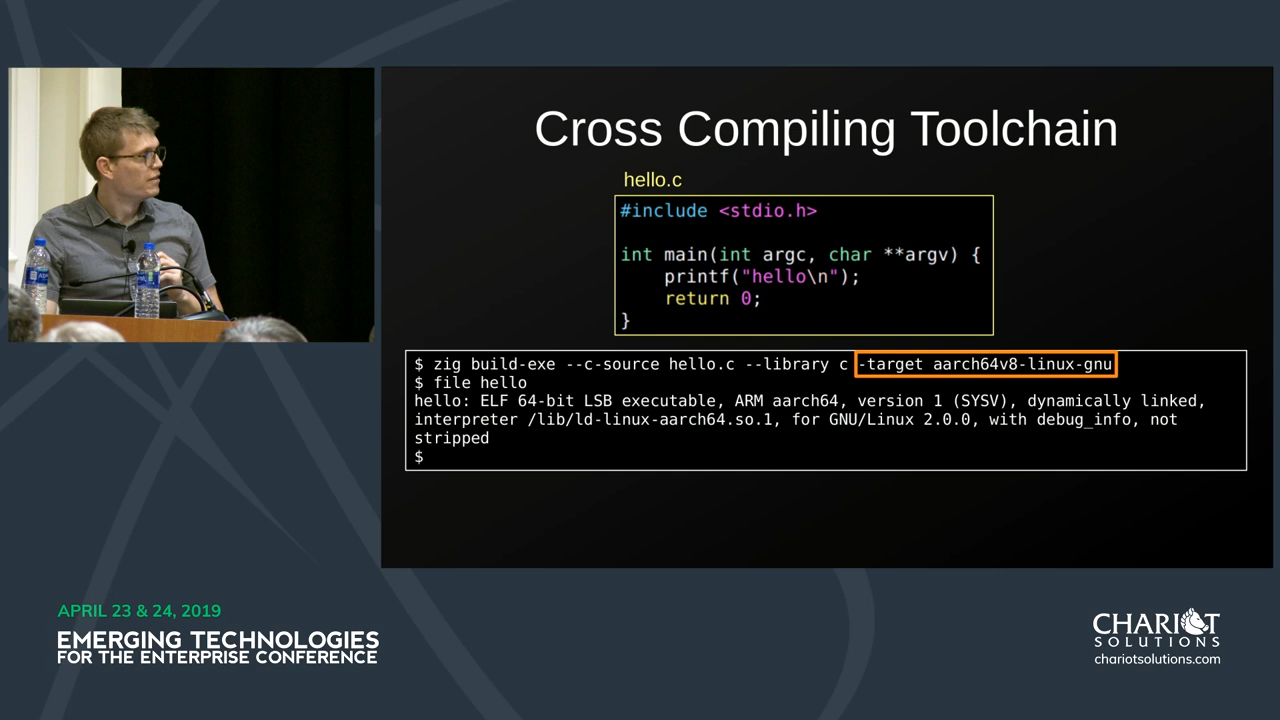 Cross Compiling Toolchain
hello.c
#include <stdio.h>
int main(int argc, char **argv) {
printf("hello\n");
return 0;
}
$ zig build-exe --c-source hello.c --library c -target aarch64v8-linux-gnu
$ file hello
hello: ELF 64-bit LSB executable, ARM aarch64, version 1 (SYSV), dynamically linked,
interpreter /lib/ld-linux-aarch64.so.1, for GNU/Linux 2.0.0, with debug_info, not
stripped
$
APRIL 23 & 24, 2019
EMERGING TECHNOLOGIES
FOR THE ENTERPRISE CONFERENCE
CHARIOT
SOLUTIONS
chariotsolutions.com